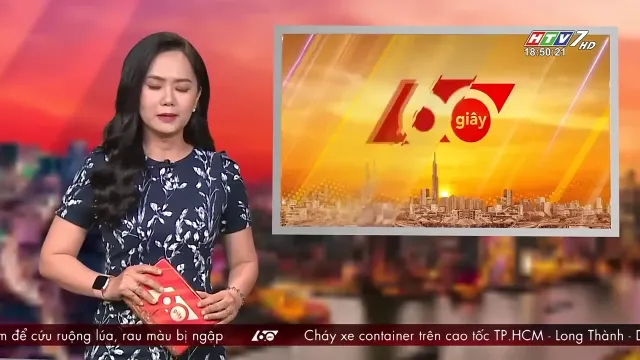 HTV7 HD
18:50:21
60 giây
m để cứu ruộng lúa, rau màu bị ngập 60 Cháy xe container trên cao tốc TP.HCM - Long Thành - D